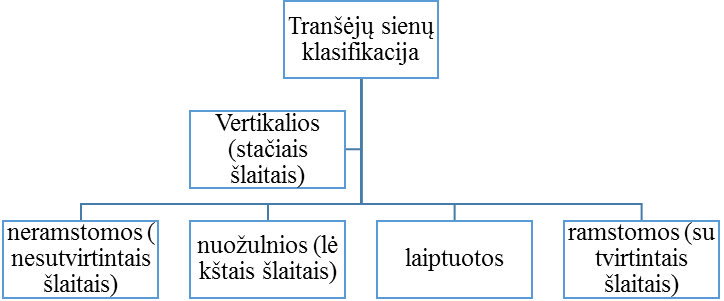 Tranšėjų sienų
klasifikacija
Vertikalios
(stačiais
šlaitais)
neramstomos (
nesutvirtintais
šlaitais)
nuožulnios (lė
kštais šlaitais)
laiptuotos
ramstomos (su
tvirtintais
šlaitais)